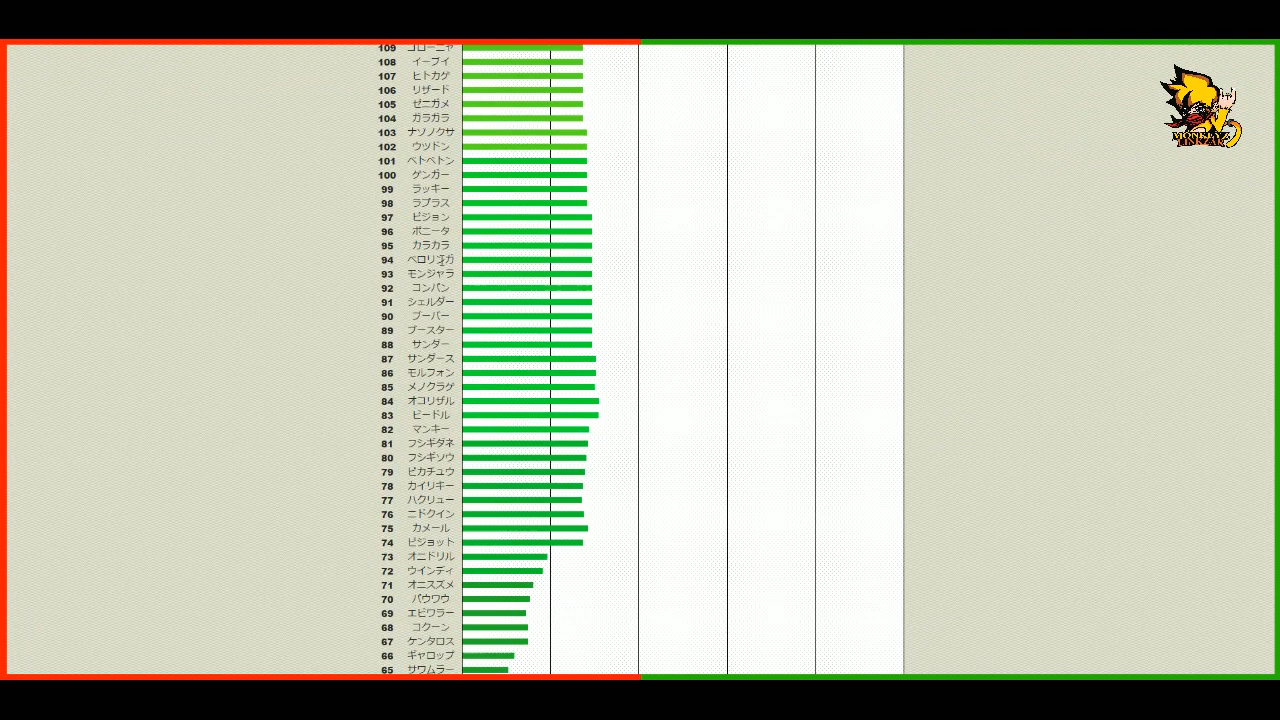 109 ゴローニャ
108 イーブイ
107 ヒトカゲ
106 リザード
105 ゼニガメ
104 ガラガラ
103 ナゾノクサ
102 ウツドン
101 ベトベトン
100 ゲンガー
99 ラッキー
98 ラプラス
97 ピジョン
96 ポニータ
95 カラカラ
94 ベロリンガ
93 モンジャラ
92 コンパン
91 シェルダー
90 ブーバー
89 ブースター
88 サンダー
87 サンダース
86 モルフォン
85 メノクラゲ
84 オコリザル
83 ビードル
82 マンキー
81 フシギダネ
80 フシギソウ
79 ピカチュウ
78 カイリキー
77 ハクリュー
76 ニドクイン
75 カメール
74 ピジョット
73 オニドリル
72 ウインディ
71 オニスズメ
70 パウワウ
69 エビワラー
68 コクーン
67 ケンタロス
66 ギャロップ
65 サワムラー